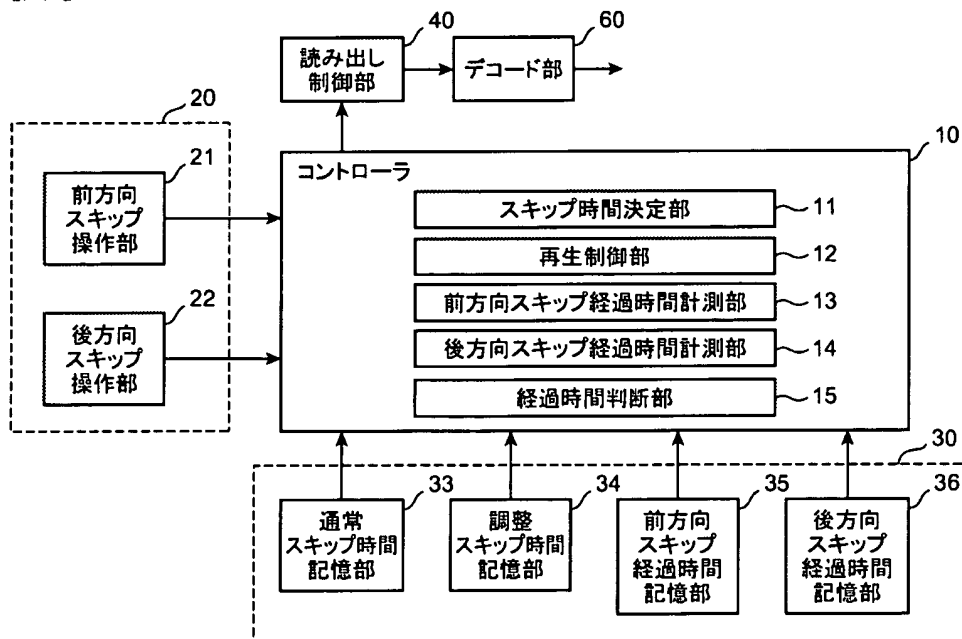 40
60
読み出し
制御部
デコード部
20
10
コントローラ
21
前方向
スキップ
操作部
22
後方向
スキップ
操作部
スキップ時間決定部
11
再生制御部
12
前方向スキップ経過時間計測部
13
後方向スキップ経過時間計測部
14
経過時間判断部
15
30
33
通常
スキップ時間
記憶部
34
調整
スキップ時間
記憶部
35
前方向
スキップ
経過時間
記憶部
36
後方向
スキップ
経過時間
記憶部